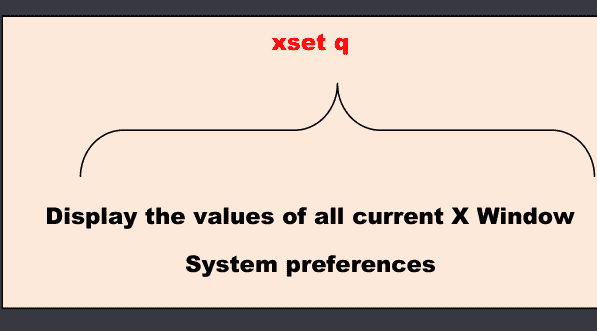 xset q
Display the values of all current X Window
System preferences